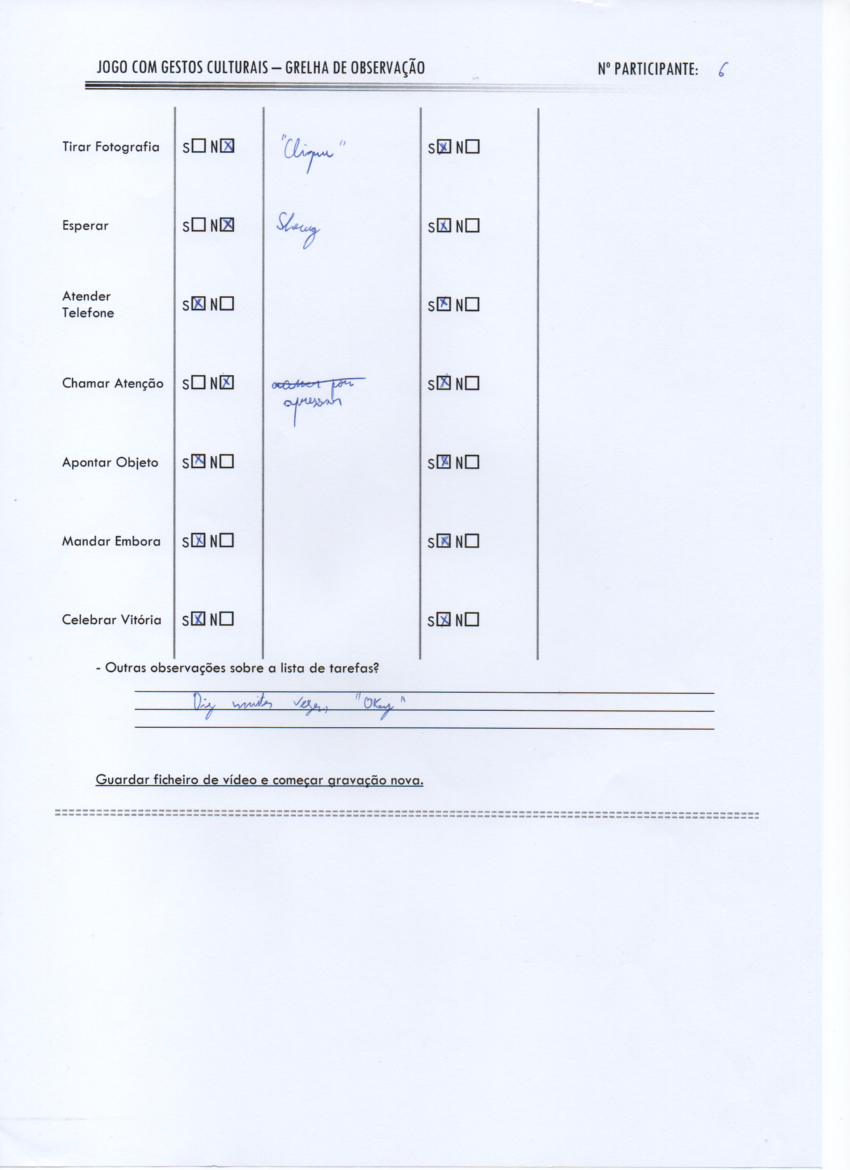 JOGO COM GESTOS CULTURAIS – GRELHA DE OBSERVAÇÃO Nº PARTICIPANTE: 6
Tirar Fotografia S☐ N☒ "Clique" S☒ N☐
Esperar S☐ N☒ Shrug S☒ N☐
Atender
Telefone S☒ N☐ S☒ N☐
Chamar Atenção S☐ N☒ por S☒ N☐
apressar
Apontar Objeto S☒ N☐ S☒ N☐
Mandar Embora S☒ N☐ S☒ N☐
Celebrar Vitória S☒ N☐ S☒ N☐
- Outras observações sobre a lista de tarefas?
Diz muitas vezes, "Okay"
Guardar ficheiro de vídeo e começar gravação nova.